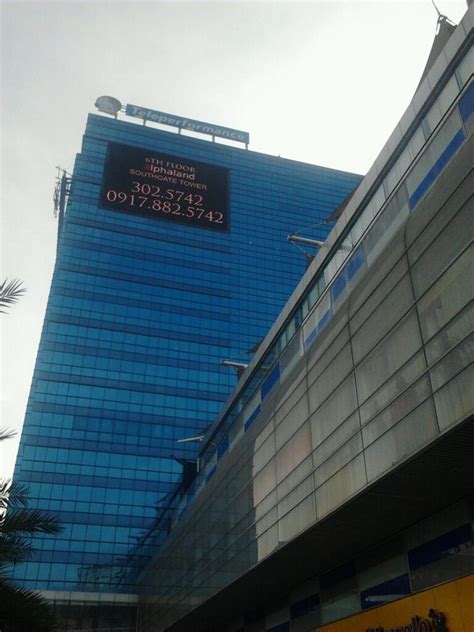 Teleperformance
6TH FLOOR
alphaland
SOUTHGATE TOWER
302.5742
0917.882.5742